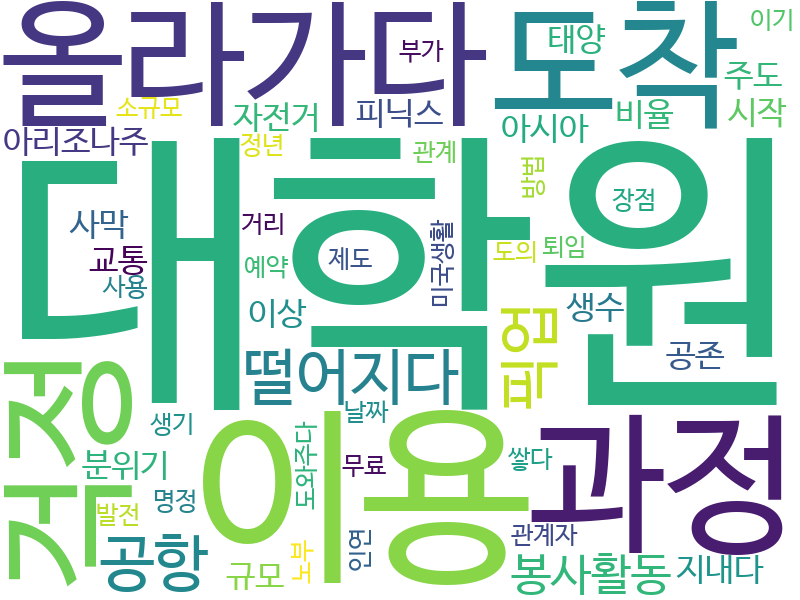 올라가다
도착
부가
태양
이기
주도
소규모
자전거
피닉스
아시아
비율
시작
아리조나주
정년
관계
대학원
방법
장점
사막
거리
미국생활
교통
예약
제도
도의
퇴임
사용
이상
픽업
생수
공존
떨어지다
걱정
이용
과정
날짜
생기
도와주다
분위기
무료
쌓다
명정
발전
관계자
인연
노부
공항
규모
봉사활동
지내다